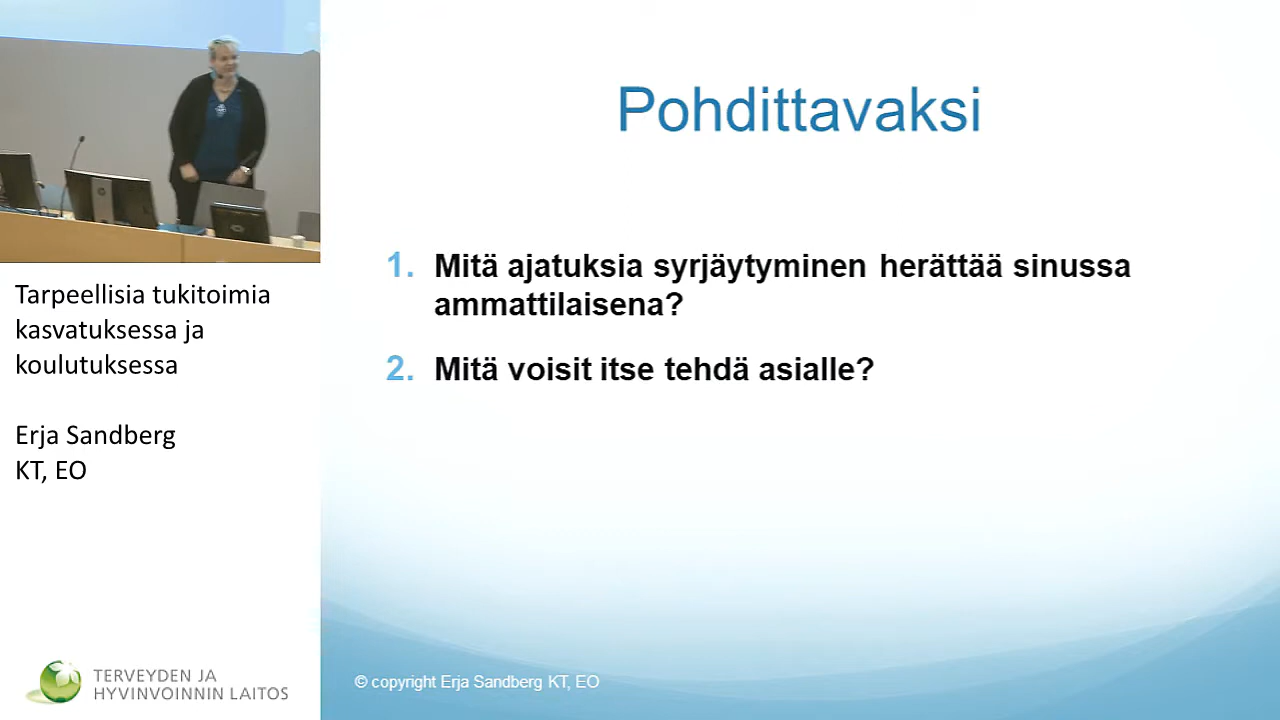 Tarpeellisia tukitoimia
kasvatuksessa ja
koulutuksessa
Erja Sandberg
KT, EO
TERVEYDEN JA
HYVINVOINNIN LAITOS
Pohdittavaksi
1. Mitä ajatuksia syrjäytyminen herättää sinussa
ammattilaisena?
2. Mitä voisit itse tehdä asialle?
© copyright Erja Sandberg KT, EO